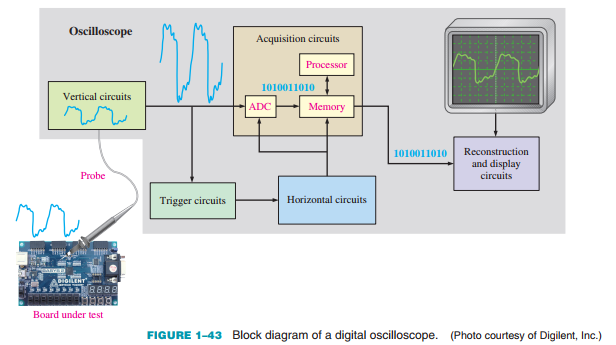 Oscilloscope
Acquisition circuits
Processor
1010011010
Vertical circuits
ADC
Memory
1010011010
Reconstruction
and display
circuits
Probe
Trigger circuits
Horizontal circuits
DIGILENT
Board under test
FIGURE 1–43 Block diagram of a digital oscilloscope. (Photo courtesy of Digilent, Inc.)